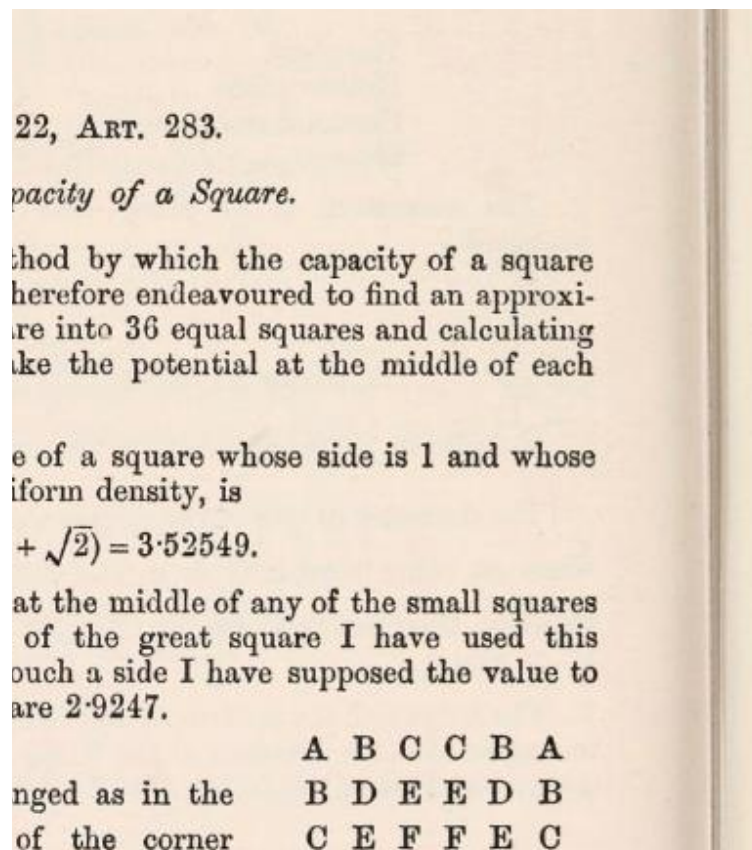 22, ART. 283.
pacity of a Square.
thod by which the capacity of a square
herefore endeavoured to find an approxi-
re into 36 equal squares and calculating
ke the potential at the middle of each
e of a square whose side is 1 and whose
iform density, is
+ √2) = 3·52549.
at the middle of any of the small squares
of the great square I have used this
ouch a side I have supposed the value to
are 2·9247.
A B C C B A
nged as in the B D E E D B
of the corner C E F F E C